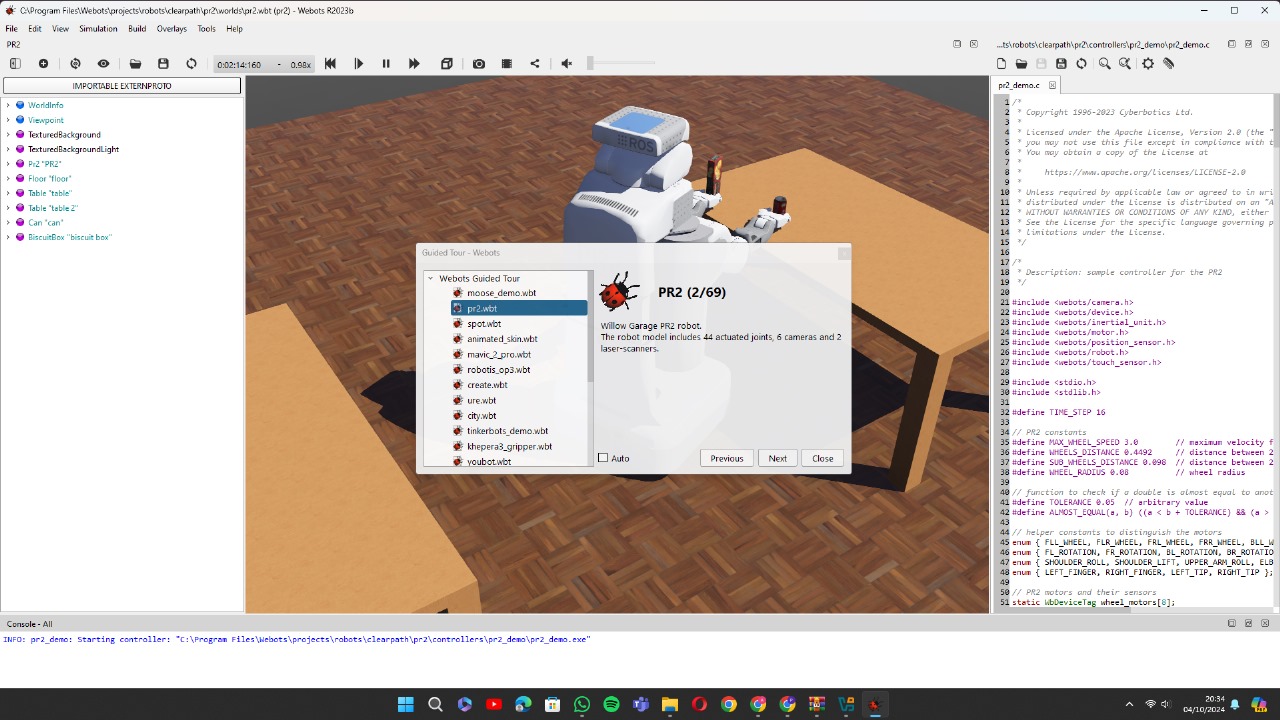 C:\Program Files\Webots\projects\robots\clearpath\pr2\worlds\pr2.wbt (pr2) - Webots R2023b
File Edit View Simulation Build Overlays Tools Help
PR2
0:02:14:160 - 0.98x
IMPORTABLE EXTERNPROTO
WorldInfo
Viewpoint
TexturedBackground
TexturedBackgroundLight
Pr2 "PR2"
Floor "floor"
Table "table"
Table "table 2"
Can "can"
BiscuitBox "biscuit box"
ROS
Guided Tour - Webots
Webots Guided Tour
moose_demo.wbt
pr2.wbt
spot.wbt
animated_skin.wbt
mavic_2_pro.wbt
robotis_op3.wbt
create.wbt
ure.wbt
city.wbt
tinkerbots_demo.wbt
khepera3_gripper.wbt
youbot.wbt
PR2 (2/69)
Willow Garage PR2 robot.
The robot model includes 44 actuated joints, 6 cameras and 2
laser-scanners.
Auto
Previous
Next
Close
...ts\robots\clearpath\pr2\controllers\pr2_demo\pr2_demo.c
pr2_demo.c
1 /*
2 * Copyright 1996-2023 Cyberbotics Ltd.
3 *
4 * Licensed under the Apache License, Version 2.0 (the "
5 * you may not use this file except in compliance with t
6 * You may obtain a copy of the License at
7 *
8 * https://www.apache.org/licenses/LICENSE-2.0
9 *
10 * Unless required by applicable law or agreed to in wri
11 * distributed under the License is distributed on an "A
12 * WITHOUT WARRANTIES OR CONDITIONS OF ANY KIND, either
13 * See the License for the specific language governing p
14 * limitations under the License.
15 */
16
17 /*
18 * Description: sample controller for the PR2
19 */
20
21 #include <webots/camera.h>
22 #include <webots/device.h>
23 #include <webots/inertial_unit.h>
24 #include <webots/motor.h>
25 #include <webots/position_sensor.h>
26 #include <webots/robot.h>
27 #include <webots/touch_sensor.h>
28
29 #include <stdio.h>
30 #include <stdlib.h>
31
32 #define TIME_STEP 16
33
34 // PR2 constants
35 #define MAX_WHEEL_SPEED 3.0 // maximum velocity f
36 #define WHEELS_DISTANCE 0.4492 // distance between 2
37 #define SUB_WHEELS_DISTANCE 0.098 // distance between 2
38 #define WHEEL_RADIUS 0.08 // wheel radius
39
40 // function to check if a double is almost equal to anot
41 #define TOLERANCE 0.05 // arbitrary value
42 #define ALMOST_EQUAL(a, b) ((a < b + TOLERANCE) && (a >
43
44 // helper constants to distinguish the motors
45 enum { FLL_WHEEL, FLR_WHEEL, FRL_WHEEL, FRR_WHEEL, BLL_W
46 enum { FL_ROTATION, FR_ROTATION, BL_ROTATION, BR_ROTATIO
47 enum { SHOULDER_ROLL, SHOULDER_LIFT, UPPER_ARM_ROLL, ELB
48 enum { LEFT_FINGER, RIGHT_FINGER, LEFT_TIP, RIGHT_TIP };
49
50 // PR2 motors and their sensors
51 static WbDeviceTag wheel_motors[8];
Console - All
INFO: pr2_demo: Starting controller: "C:\Program Files\Webots\projects\robots\clearpath\pr2\controllers\pr2_demo\pr2_demo.exe"
20:34
04/10/2024